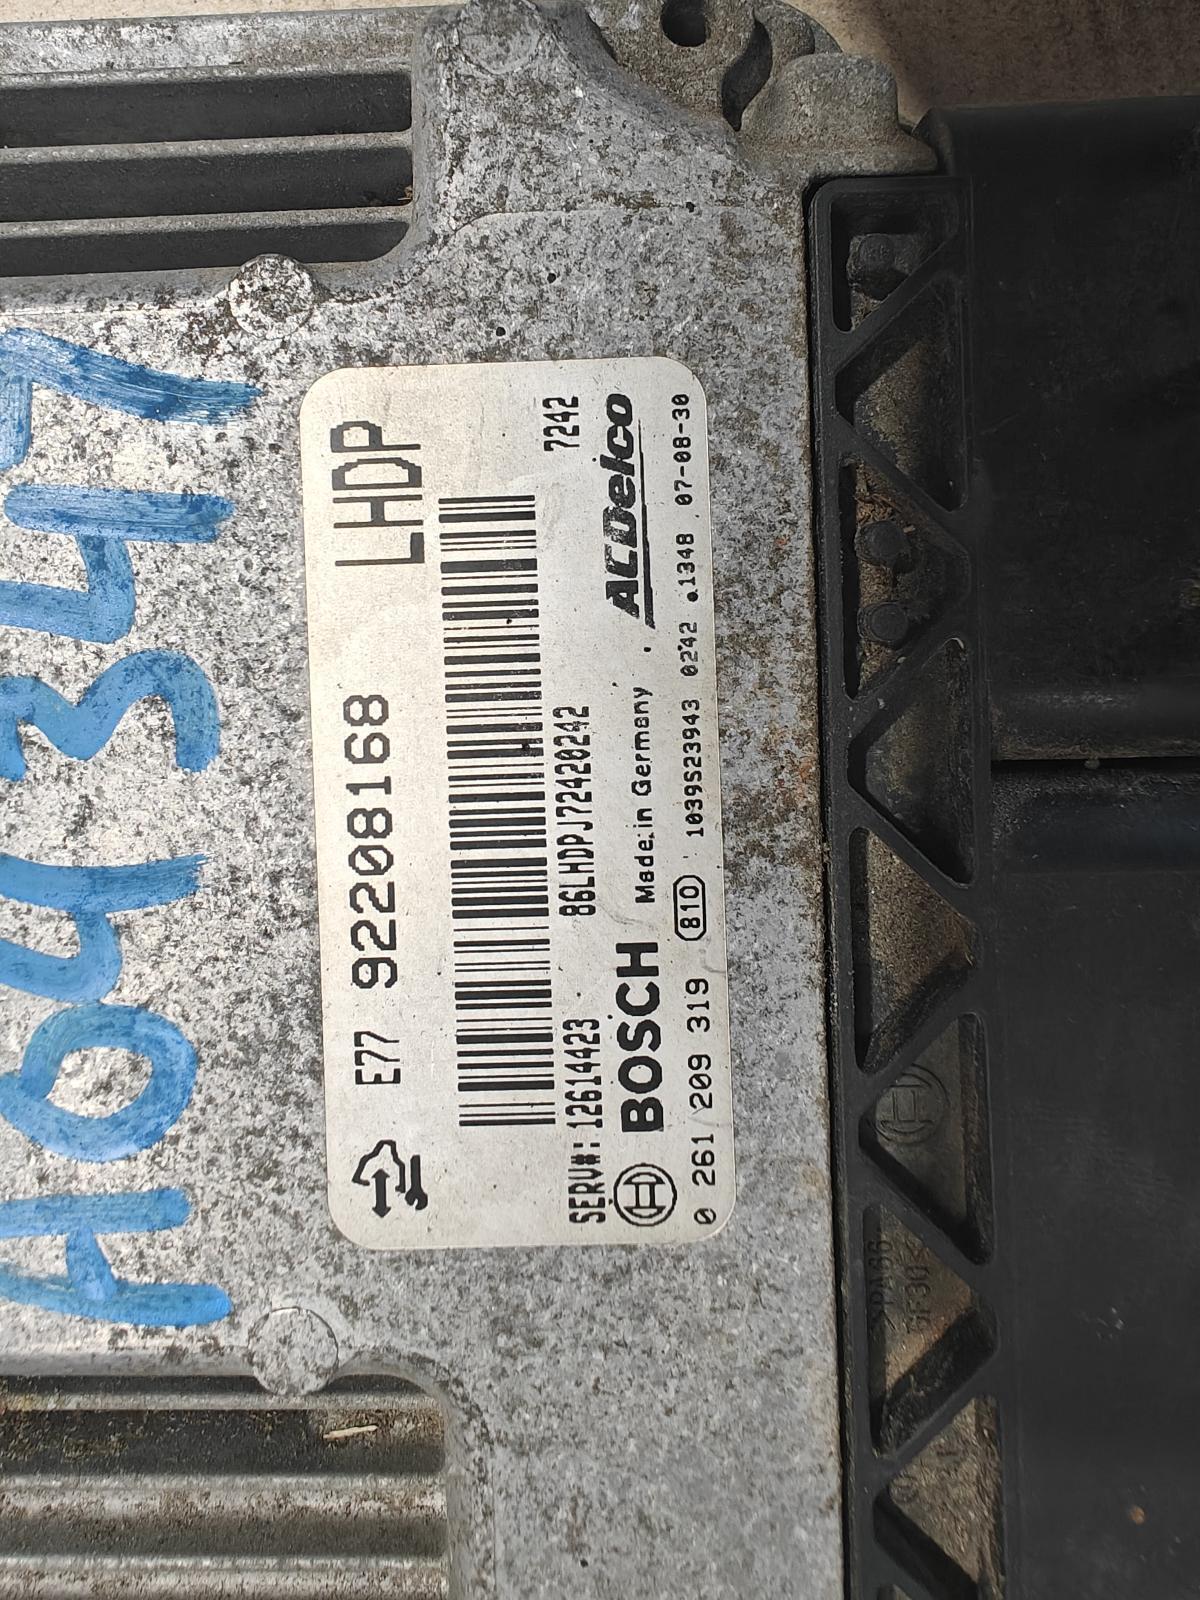 E77 92208168 LHDP
SERV#:12614423 86LHDPJ72420242 7242
BOSCH Made in Germany ACDelco
0 261 209 319 810 1039S23943 0242 1348 07-08-30
H04347